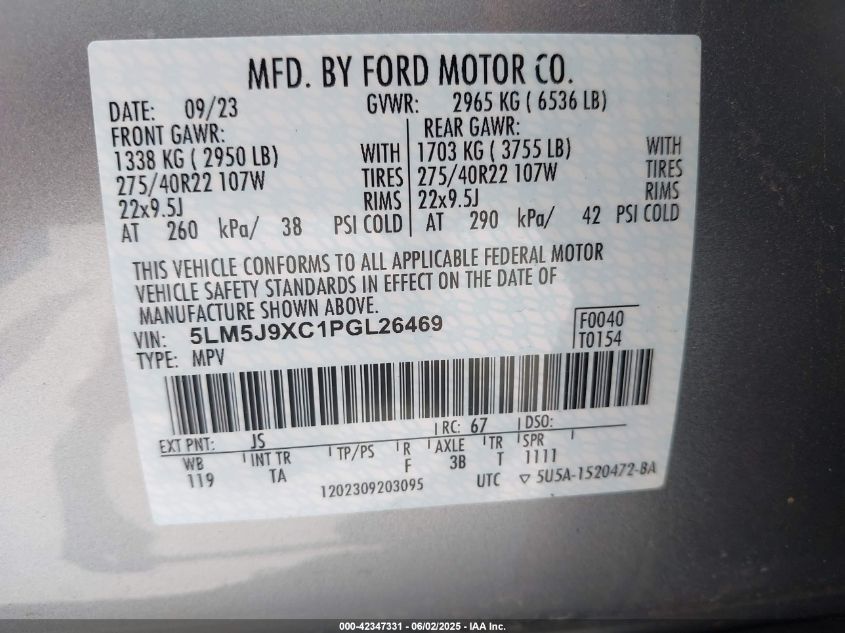 MFD. BY FORD MOTOR CO.
DATE: 09/23 GVWR: 2965 KG ( 6536 LB)
FRONT GAWR: REAR GAWR:
1338 KG ( 2950 LB) WITH 1703 KG ( 3755 LB) WITH
275/40R22 107W TIRES 275/40R22 107W TIRES
22x9.5J RIMS 22x9.5J RIMS
AT 260 kPa/ 38 PSI COLD AT 290 kPa/ 42 PSI COLD
THIS VEHICLE CONFORMS TO ALL APPLICABLE FEDERAL MOTOR
VEHICLE SAFETY STANDARDS IN EFFECT ON THE DATE OF
MANUFACTURE SHOWN ABOVE.
VIN: 5LM5J9XC1PGL26469 F0040
TYPE: MPV T0154
RC: 67 DSO:
EXT PNT: JS
WB INT TR TP/PS R AXLE TR SPR
119 TA F 3B T 1111
1202309203095 UTC ▽ 5U5A-1520472-BA
000-42347331 - 06/02/2025 - IAA Inc.